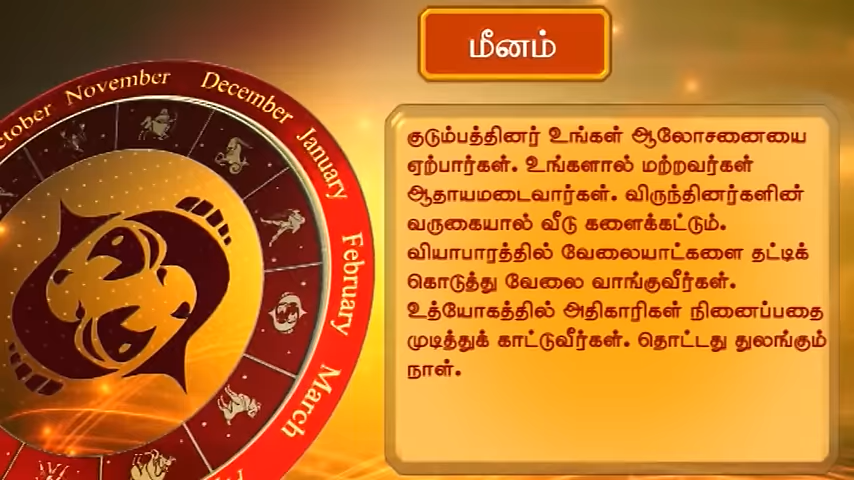 மீனம்
ctober November December January February March
குடும்பத்தினர் உங்கள் ஆலோசனையை
ஏற்பார்கள். உங்களால் மற்றவர்கள்
ஆதாயமடைவார்கள். விருந்தினர்களின்
வருகையால் வீடு களைக்கட்டும்.
வியாபாரத்தில் வேலையாட்களை தட்டிக்
கொடுத்து வேலை வாங்குவீர்கள்.
உத்யோகத்தில் அதிகாரிகள் நினைப்பதை
முடித்துக் காட்டுவீர்கள். தொட்டது துலங்கும்
நாள்.